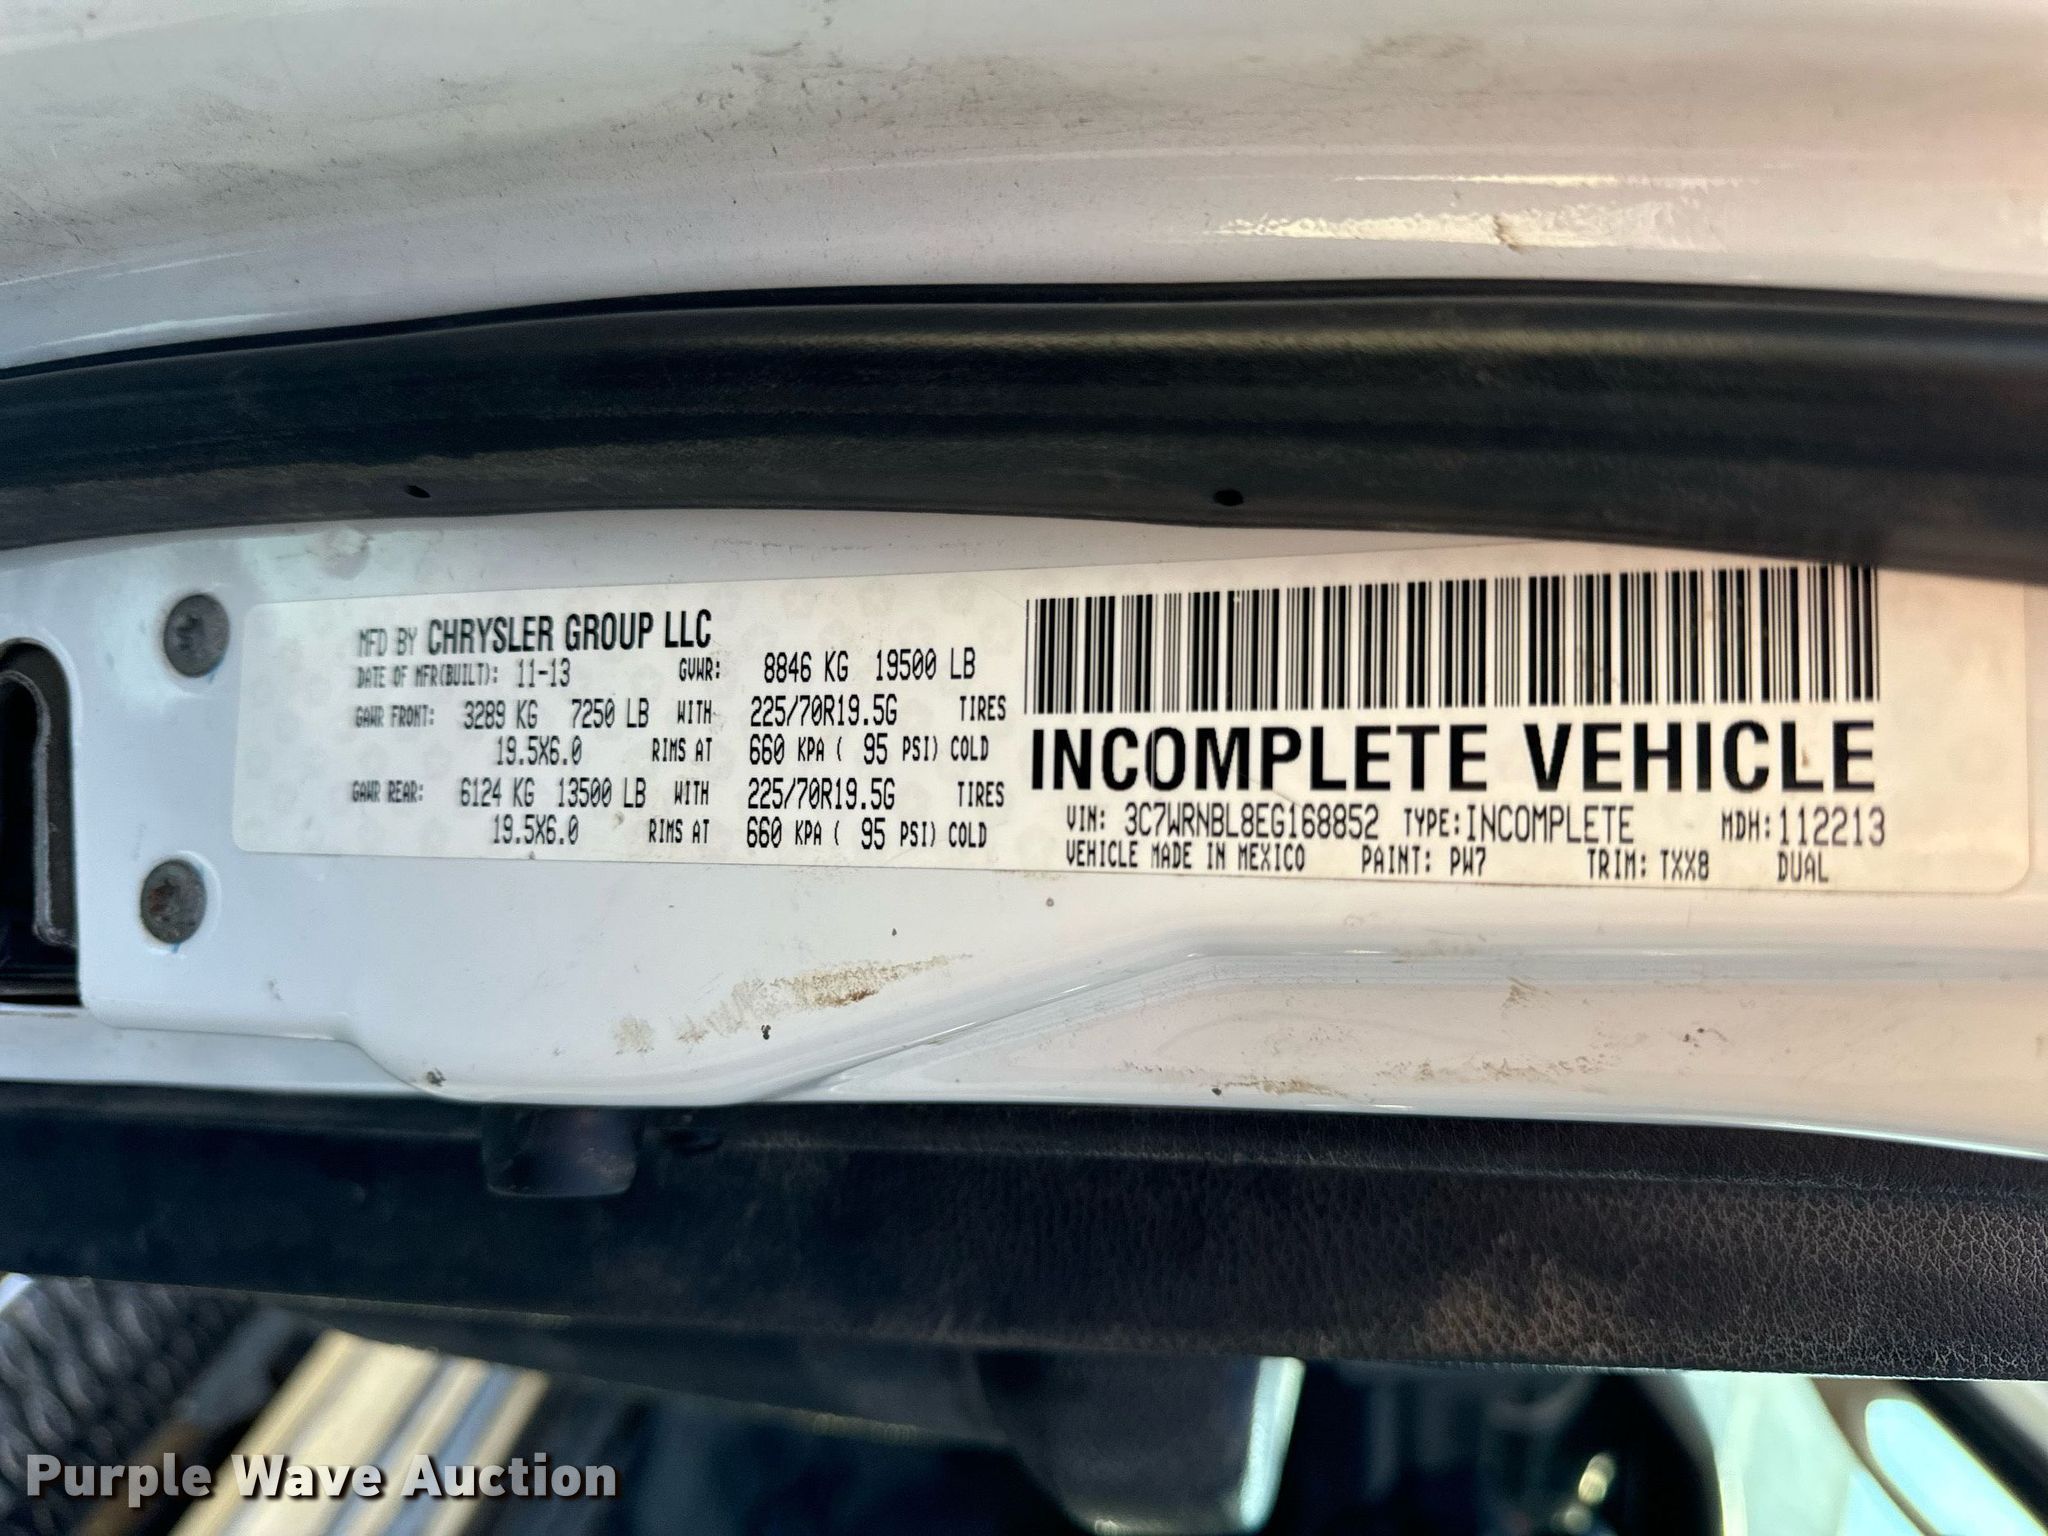 MFD BY CHRYSLER GROUP LLC
DATE OF MFR(BUILT): 11-13 GVWR: 8846 KG 19500 LB
GAWR FRONT: 3289 KG 7250 LB WITH 225/70R19.5G TIRES
19.5X6.0 RIMS AT 660 KPA ( 95 PSI) COLD
GAWR REAR: 6124 KG 13500 LB WITH 225/70R19.5G TIRES
19.5X6.0 RIMS AT 660 KPA ( 95 PSI) COLD
INCOMPLETE VEHICLE
VIN: 3C7WRNBL8EG168852 TYPE: INCOMPLETE MDH: 112213
VEHICLE MADE IN MEXICO PAINT: PW7 TRIM: TXX8 DUAL
Purple Wave Auction